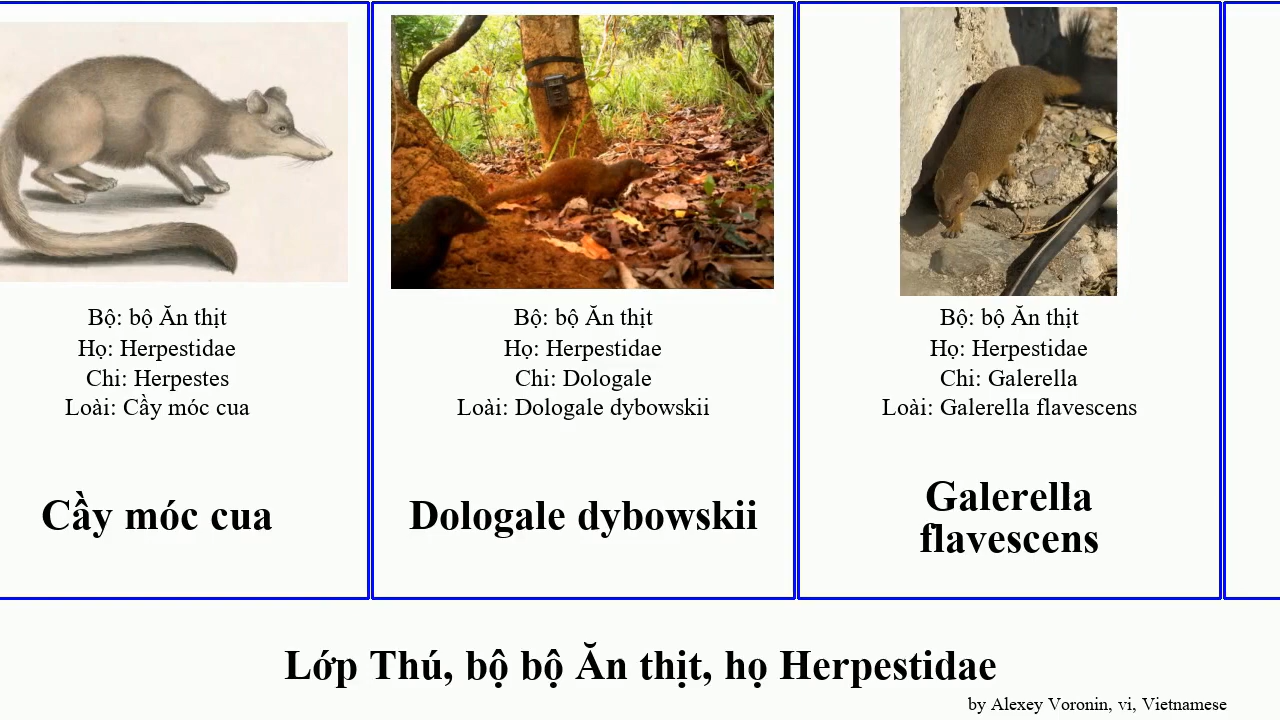 Bộ: bộ Ăn thịt
Họ: Herpestidae
Chi: Herpestes
Loài: Cầy móc cua
Cầy móc cua
Bộ: bộ Ăn thịt
Họ: Herpestidae
Chi: Dologale
Loài: Dologale dybowskii
Dologale dybowskii
Bộ: bộ Ăn thịt
Họ: Herpestidae
Chi: Galerella
Loài: Galerella flavescens
Galerella
flavescens
Lớp Thú, bộ bộ Ăn thịt, họ Herpestidae
by Alexey Voronin, vi, Vietnamese